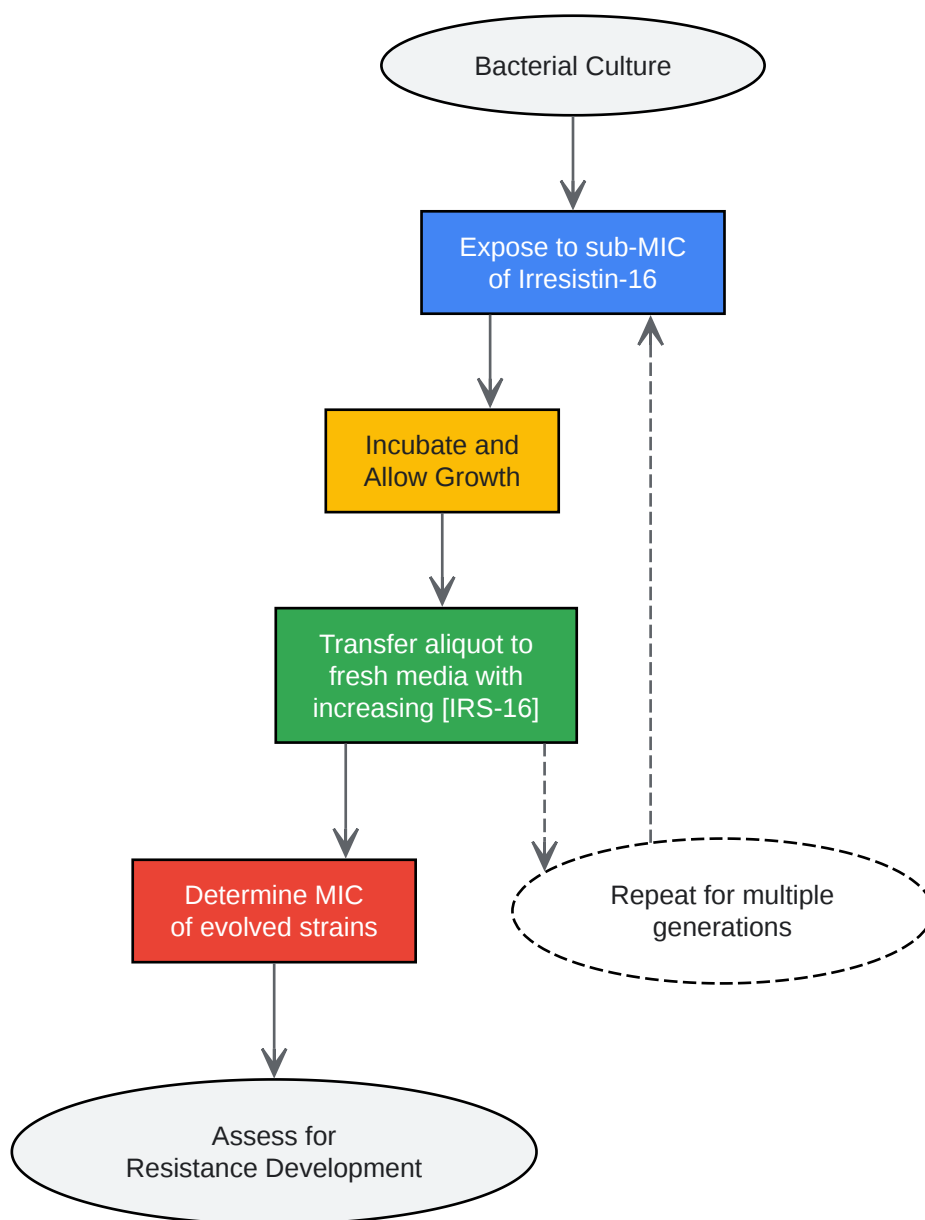 Bacterial Culture
Expose to sub-MIC
of Irresistin-16
Incubate and
Allow Growth
Transfer aliquot to
fresh media with
increasing [IRS-16]
Determine MIC
of evolved strains
Repeat for multiple
generations
Assess for
Resistance Development